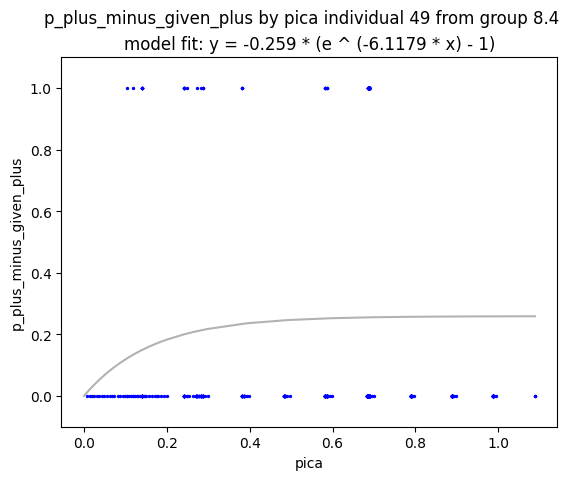 p_plus_minus_given_plus by pica individual 49 from group 8.4
model fit: y = -0.259 * (e ^ (-6.1179 * x) - 1)
p_plus_minus_given_plus
1.0
0.8
0.6
0.4
0.2
0.0
0.0 0.2 0.4 0.6 0.8 1.0
pica